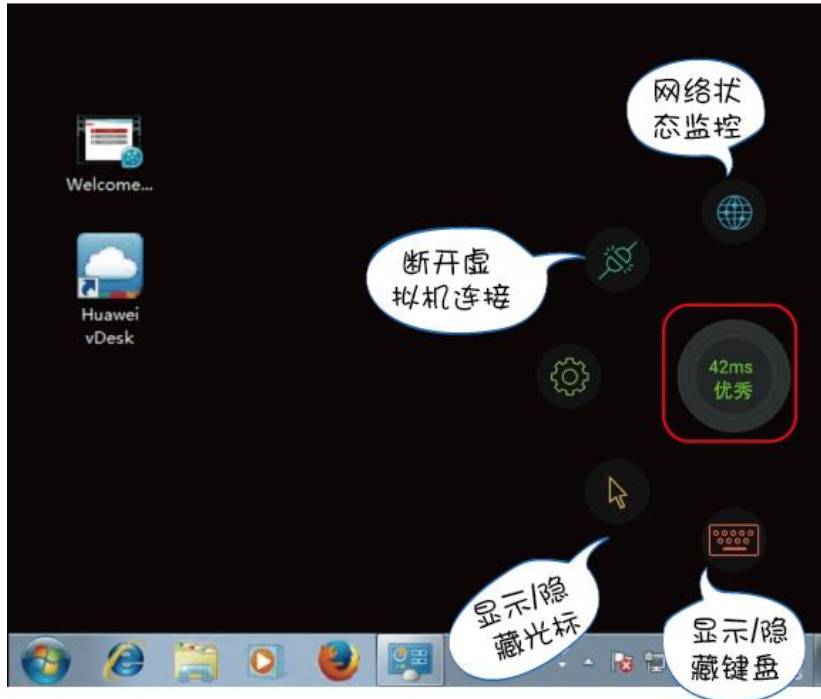 网络状
态监控
Welcome...
断开虚
拟机连接
Huawei
vDesk
42ms
优秀
显示/隐
藏光标
显示/隐
藏键盘